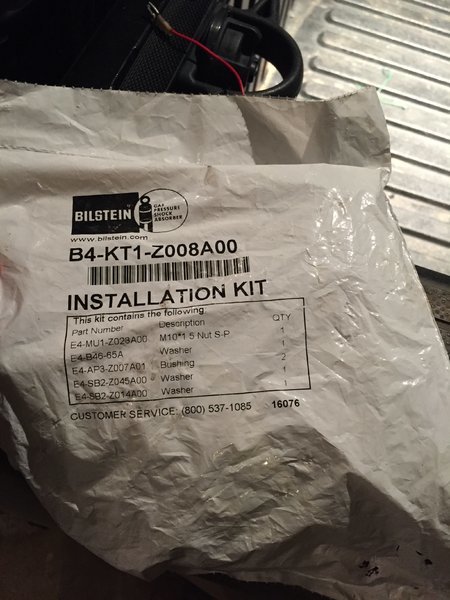 BILSTEIN
GAS
PRESSURE
SHOCK
ABSORBER
www.bilstein.com
B4-KT1-Z008A00
INSTALLATION KIT
This kit contains the following:
Part Number Description QTY
E4-MU1-Z028A00 M10*1.5 Nut S-P 1
E4-B46-65A Washer 1
E4-AP3-Z007A01 Bushing 2
E4-SB2-Z045A00 Washer 1
E4-SB2-Z014A00 Washer 1
CUSTOMER SERVICE: (800) 537-1085 16076